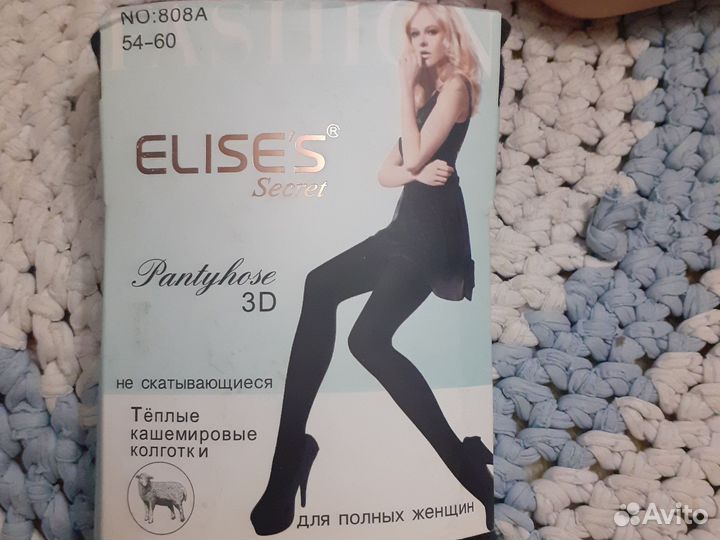 NO:808A
54-60
FASHION
ELISE'S®
Secret
Pantyhose
3D
не скатывающиеся
Тёплые
кашемировые
колготки
для полных женщин
Avito